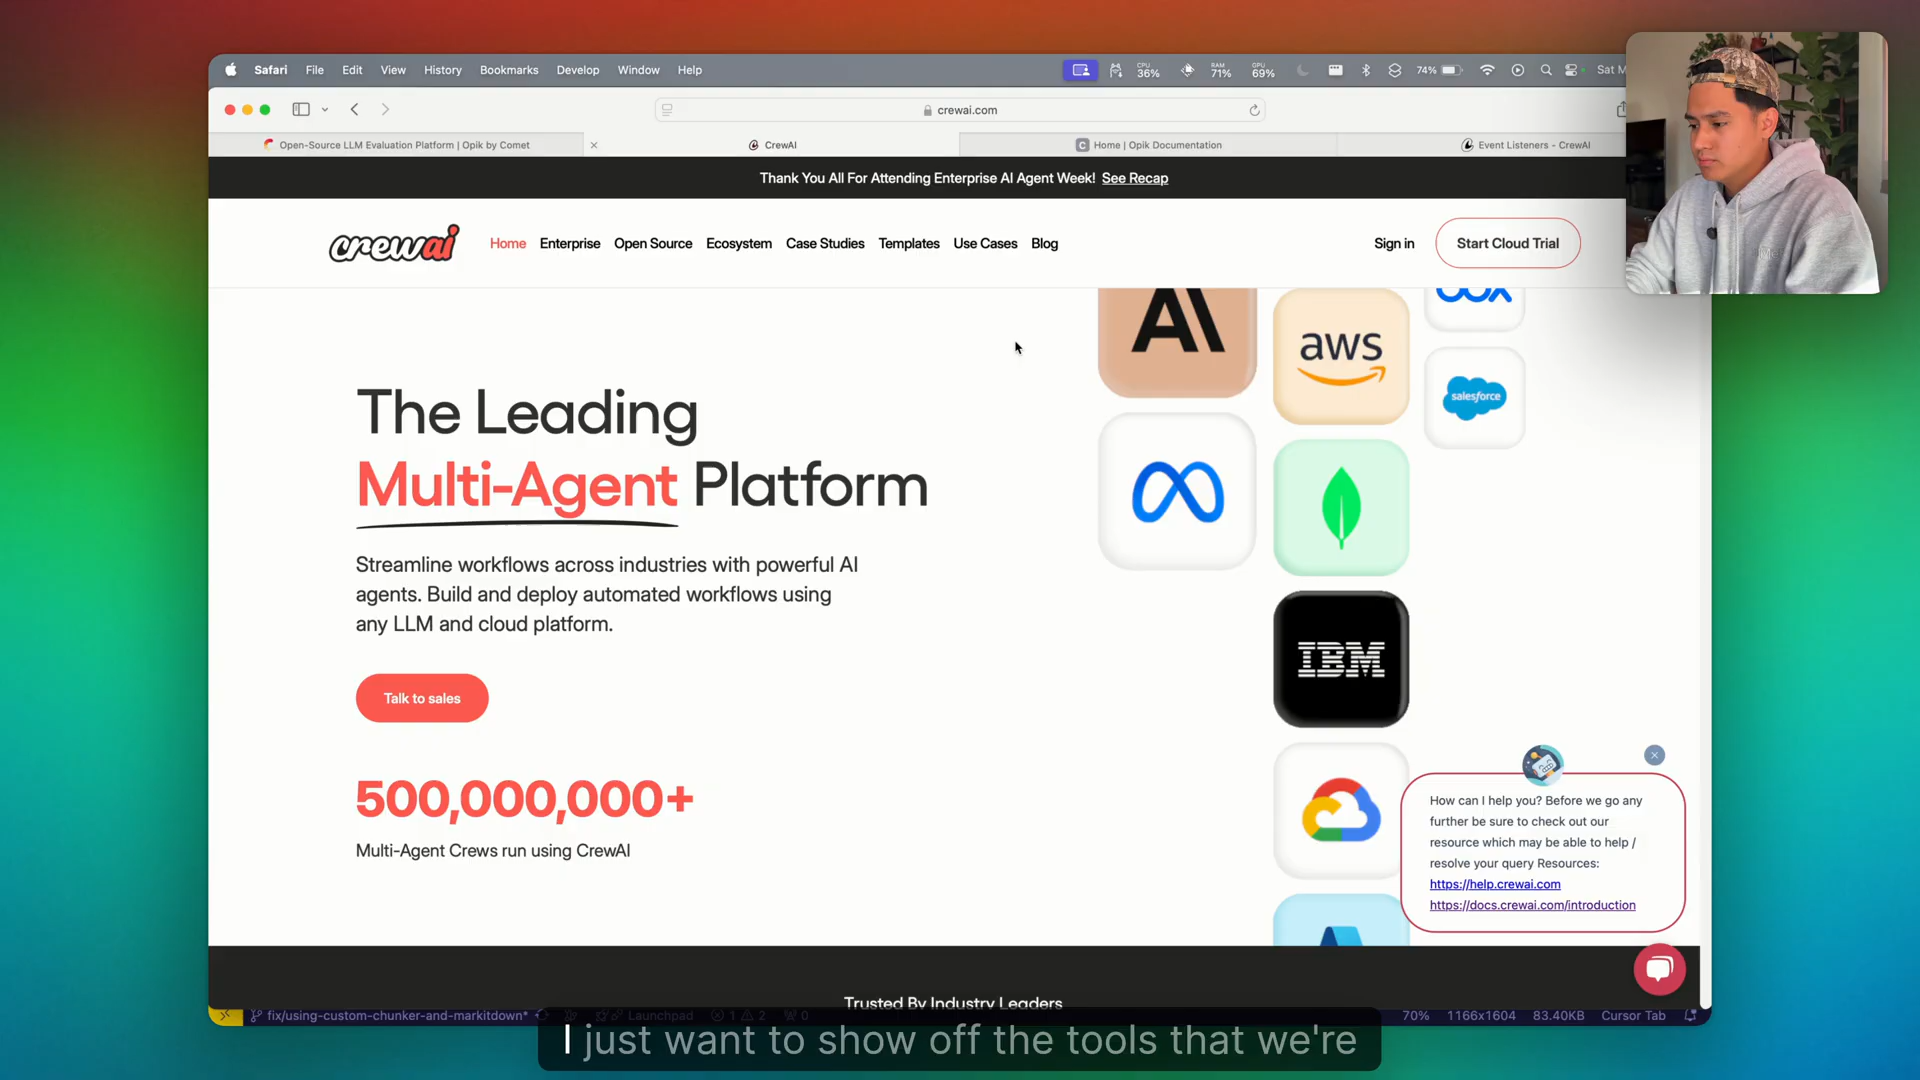 Safari File Edit View History Bookmarks Develop Window Help
CPU 36% RAM 71% GPU 69% 74% Sat M
crewai.com
Open-Source LLM Evaluation Platform | Opik by Comet
CrewAI
Home | Opik Documentation
Event Listeners - CrewAI
Thank You All For Attending Enterprise AI Agent Week! See Recap
crewai
Home Enterprise Open Source Ecosystem Case Studies Templates Use Cases Blog
Sign in
Start Cloud Trial
The Leading
Multi-Agent Platform
Streamline workflows across industries with powerful AI
agents. Build and deploy automated workflows using
any LLM and cloud platform.
Talk to sales
500,000,000+
Multi-Agent Crews run using CrewAI
AI
aws
salesforce
IBM
How can I help you? Before we go any
further be sure to check out our
resource which may be able to help /
resolve your query Resources:
https://help.crewai.com
https://docs.crewai.com/introduction
Trusted By Industry Leaders
fix/using-custom-chunker-and-markitdown* Launchpad 1 2 0
70% 1166x1604 83.40KB Cursor Tab
I just want to show off the tools that we're